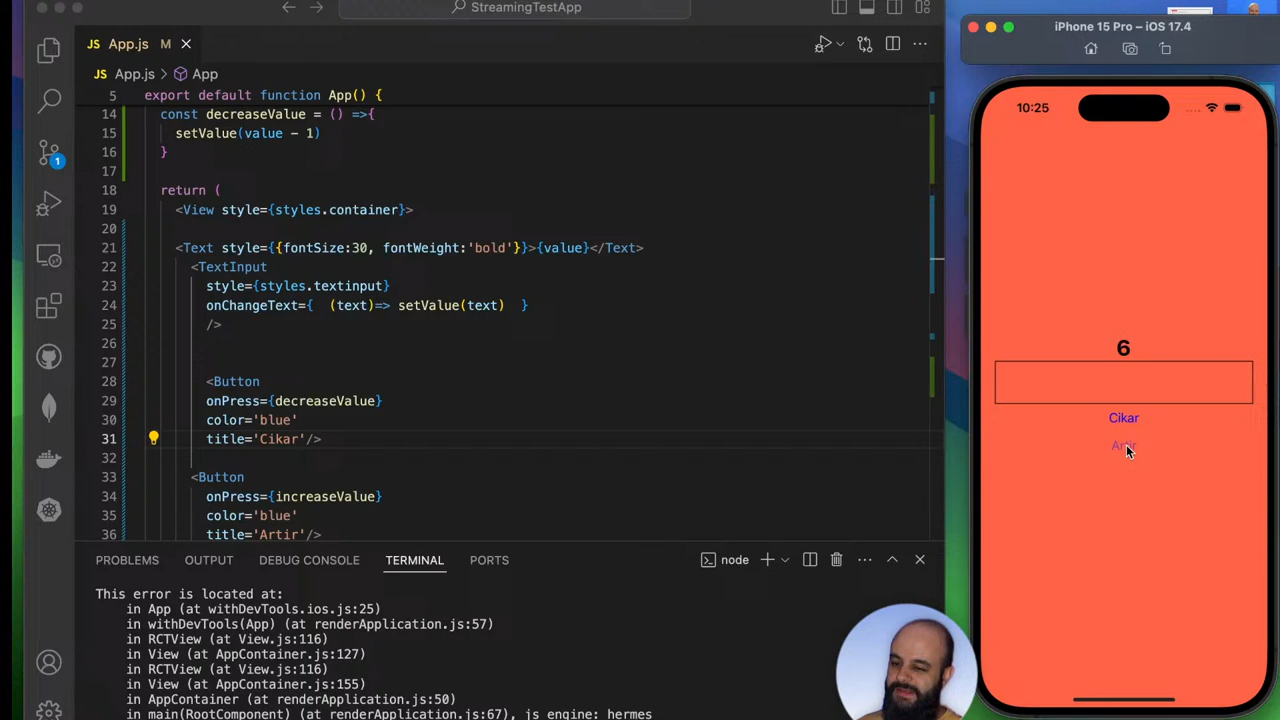 StreamingTestApp
JS App.js M
JS App.js > App
5 export default function App() {
14 const decreaseValue = () =>{
15 setValue(value - 1)
16 }
17
18 return (
19 <View style={styles.container}>
20
21 <Text style={{fontSize:30, fontWeight:'bold'}}>{value}</Text>
22 <TextInput
23 style={styles.textinput}
24 onChangeText={  (text)=> setValue(text)  }
25 />
26
27
28 <Button
29 onPress={decreaseValue}
30 color='blue'
31 title='Cikar'/>
32
33 <Button
34 onPress={increaseValue}
35 color='blue'
36 title='Artir'/>
1
PROBLEMS OUTPUT DEBUG CONSOLE TERMINAL PORTS
node
This error is located at:
in App (at withDevTools.ios.js:25)
in withDevTools(App) (at renderApplication.js:57)
in RCTView (at View.js:116)
in View (at AppContainer.js:127)
in RCTView (at View.js:116)
in View (at AppContainer.js:155)
in AppContainer (at renderApplication.js:50)
in main(RootComponent) (at renderApplication.js:67), js engine: hermes
iPhone 15 Pro – iOS 17.4
10:25
6
Cikar
Artir